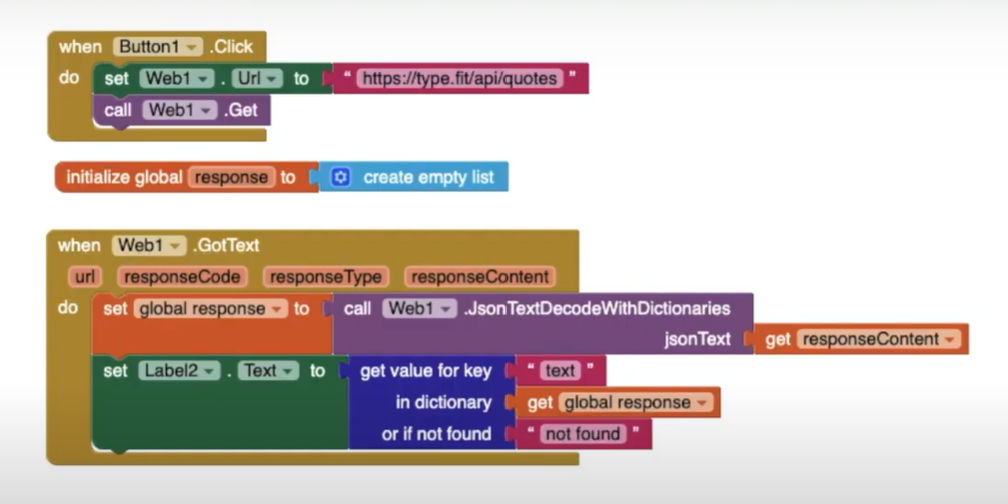 when Button1 .Click
do set Web1 . Url to " https://type.fit/api/quotes "
call Web1 .Get
initialize global response to create empty list
when Web1 .GotText
url responseCode responseType responseContent
do set global response to call Web1 .JsonTextDecodeWithDictionaries
jsonText get responseContent
set Label2 . Text to get value for key " text "
in dictionary get global response
or if not found " not found "